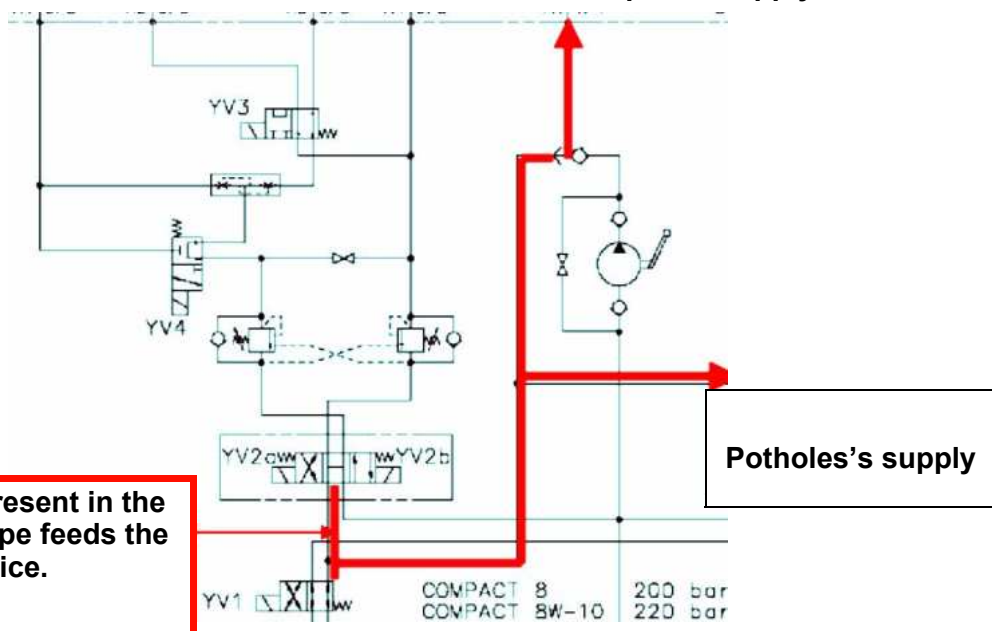 YV3
YV4
YV2a YV2b
Potholes's supply
resent in the
pe feeds the
ice.
YV1
COMPACT 8 200 bar
COMPACT 8W-10 220 bar